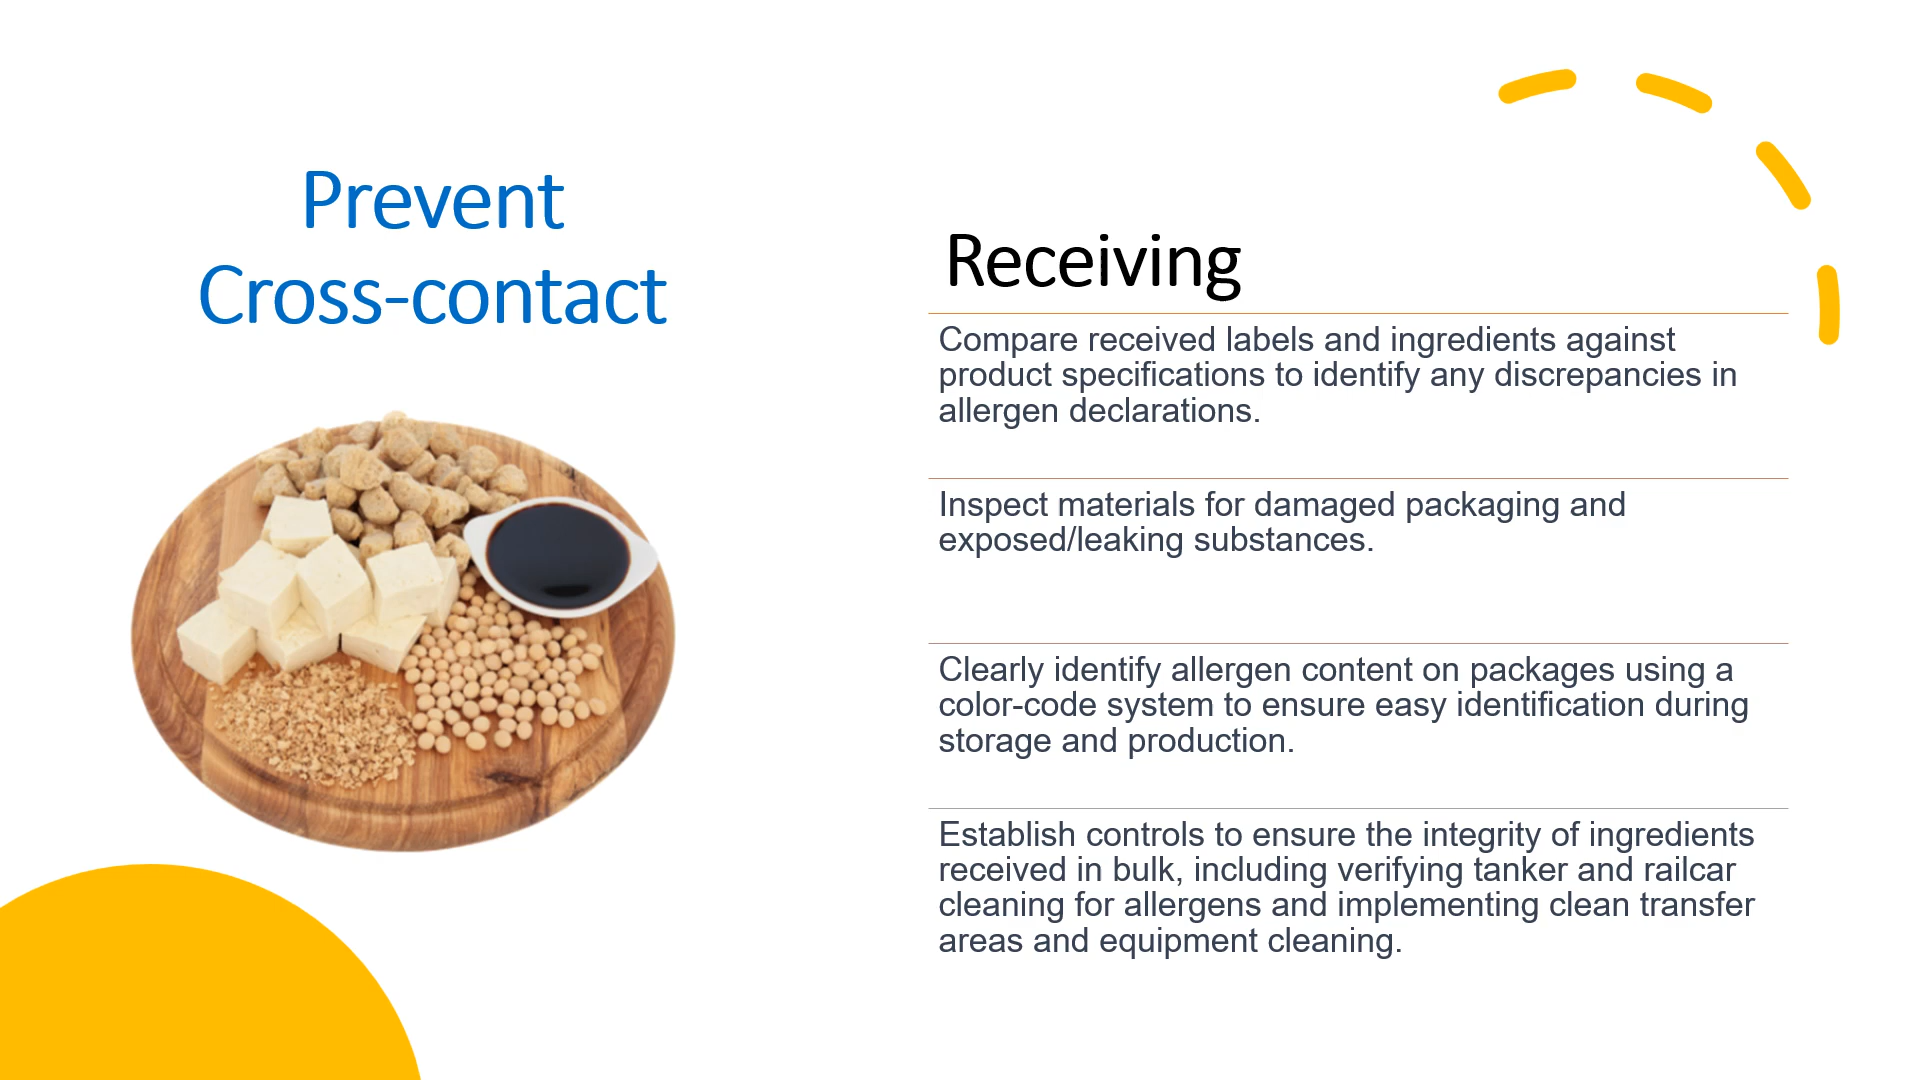 Prevent
Cross-contact
Receiving
Compare received labels and ingredients against
product specifications to identify any discrepancies in
allergen declarations.
Inspect materials for damaged packaging and
exposed/leaking substances.
Clearly identify allergen content on packages using a
color-code system to ensure easy identification during
storage and production.
Establish controls to ensure the integrity of ingredients
received in bulk, including verifying tanker and railcar
cleaning for allergens and implementing clean transfer
areas and equipment cleaning.